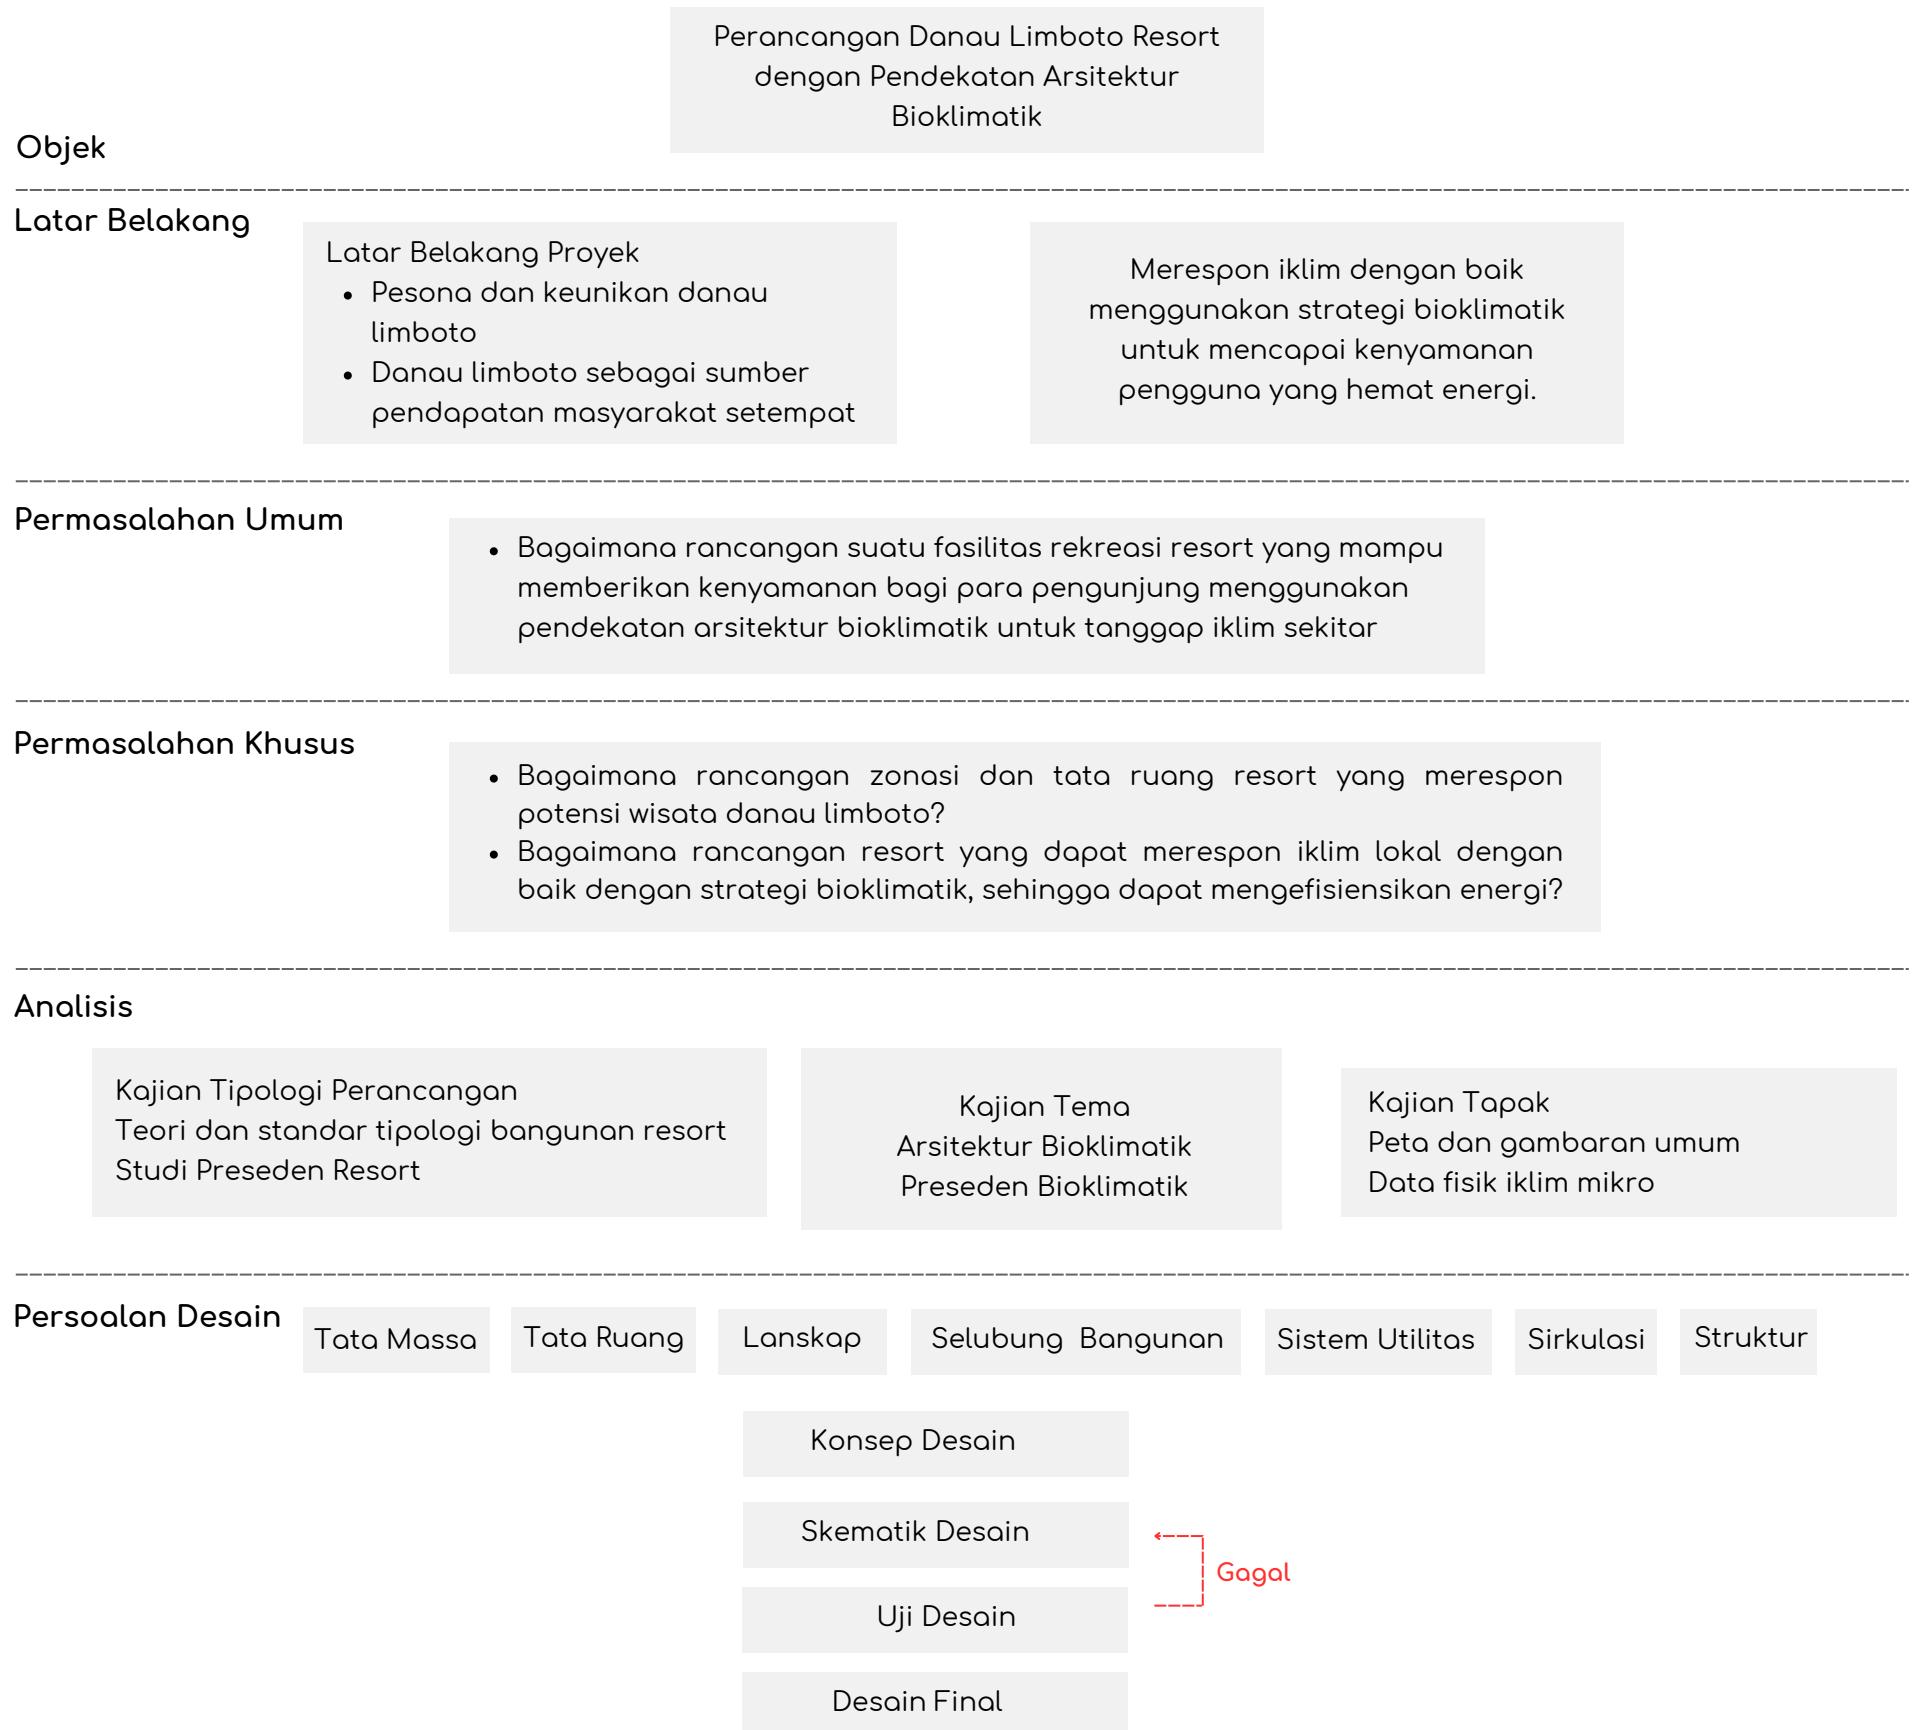 Perancangan Danau Limboto Resort
dengan Pendekatan Arsitektur
Bioklimatik
Objek
Latar Belakang
Latar Belakang Proyek
• Pesona dan keunikan danau
limboto
• Danau limboto sebagai sumber
pendapatan masyarakat setempat
Merespon iklim dengan baik
menggunakan strategi bioklimatik
untuk mencapai kenyamanan
pengguna yang hemat energi.
Permasalahan Umum
• Bagaimana rancangan suatu fasilitas rekreasi resort yang mampu
memberikan kenyamanan bagi para pengunjung menggunakan
pendekatan arsitektur bioklimatik untuk tanggap iklim sekitar
Permasalahan Khusus
• Bagaimana rancangan zonasi dan tata ruang resort yang merespon
potensi wisata danau limboto?
• Bagaimana rancangan resort yang dapat merespon iklim lokal dengan
baik dengan strategi bioklimatik, sehingga dapat mengefisiensikan energi?
Analisis
Kajian Tipologi Perancangan
Teori dan standar tipologi bangunan resort
Studi Preseden Resort
Kajian Tema
Arsitektur Bioklimatik
Preseden Bioklimatik
Kajian Tapak
Peta dan gambaran umum
Data fisik iklim mikro
Persoalan Desain
Tata Massa
Tata Ruang
Lanskap
Selubung Bangunan
Sistem Utilitas
Sirkulasi
Struktur
Konsep Desain
Skematik Desain
Gagal
Uji Desain
Desain Final